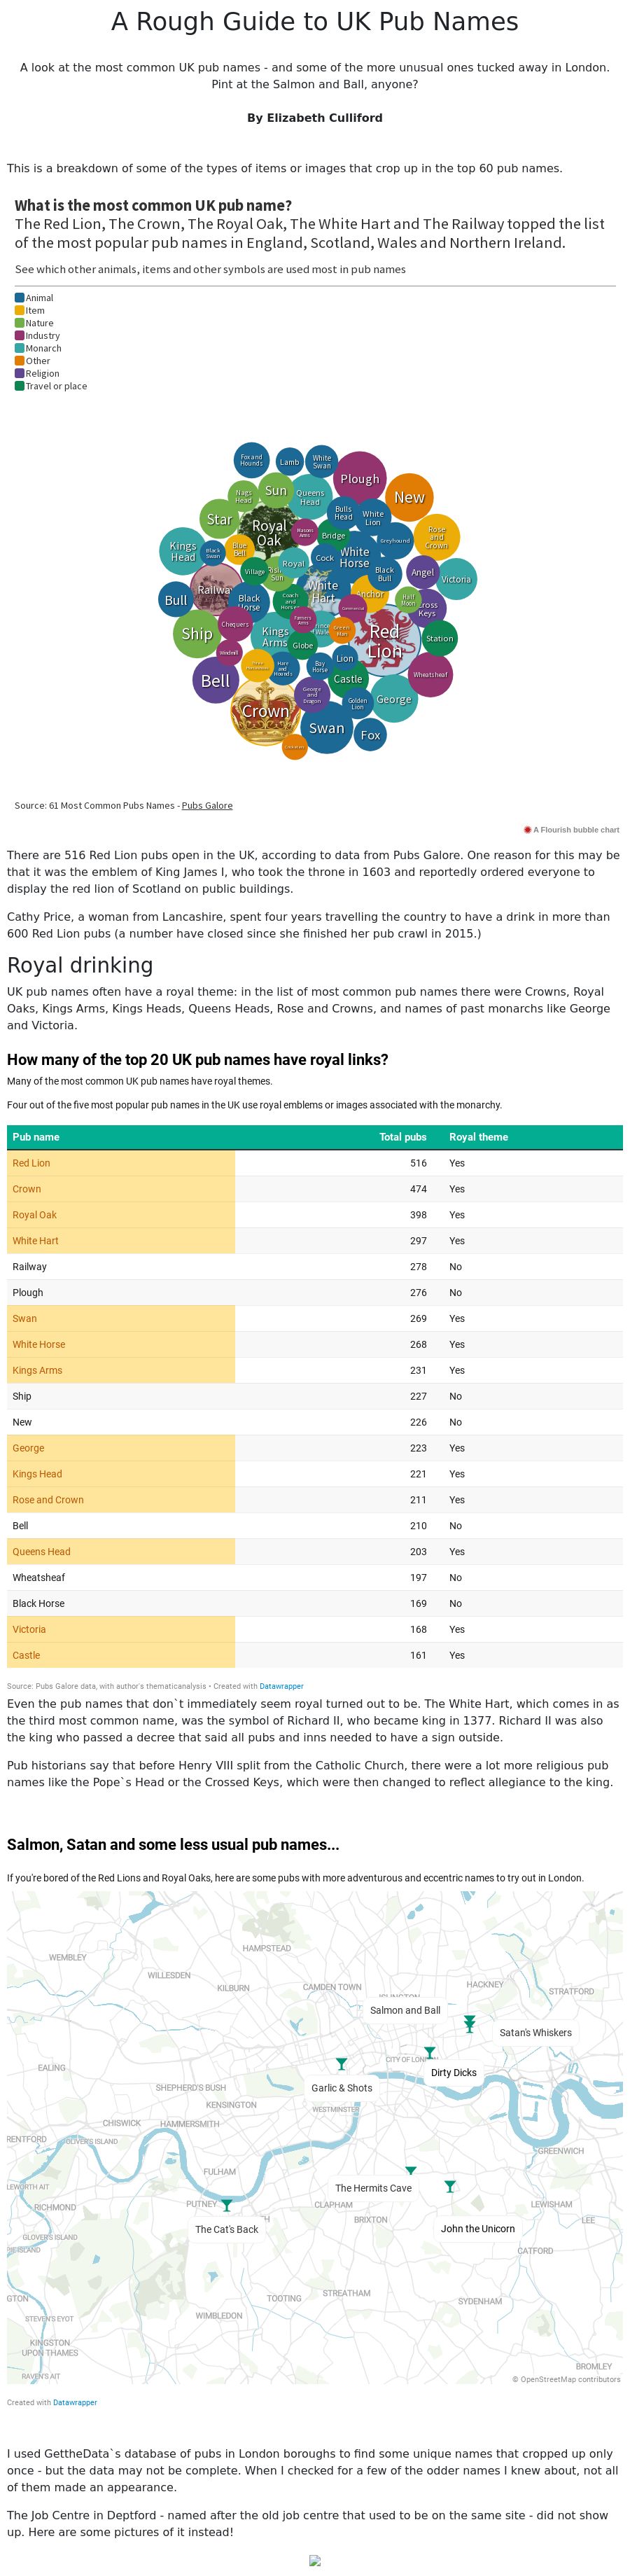 A Rough Guide to UK Pub Names
A look at the most common UK pub names - and some of the more unusual ones tucked away in London.
Pint at the Salmon and Ball, anyone?
By Elizabeth Culliford
This is a breakdown of some of the types of items or images that crop up in the top 60 pub names.
What is the most common UK pub name?
The Red Lion, The Crown, The Royal Oak, The White Hart and The Railway topped the list
of the most popular pub names in England, Scotland, Wales and Northern Ireland.
See which other animals, items and other symbols are used most in pub names
Animal
Item
Nature
Industry
Monarch
Other
Religion
Travel or place
Fox and
Hounds
Lamb
White
Swan
Plough
New
Nags
Head
Sun
Queens
Head
Bulls
Head
White
Lion
Rose
and
Crown
Star
Royal
Oak
Masons
Arms
Bridge
Greyhound
Kings
Head
Black
Swan
Blue
Bell
Cock
White
Horse
Black
Bull
Angel
Victoria
Village
Royal
Railway
White
Hart
Anchor
Half
Moon
Cross
Keys
Bull
Black
Horse
Coach
and
Horses
Commercial
Ship
Chequers
Kings
Arms
Farmers
Arms
Green
Man
Red
Lion
Station
Globe
Windmill
Lion
Hare
and
Hounds
Bay
Horse
Castle
Wheatsheaf
Bell
George
and
Dragon
Golden
Lion
George
Crown
Swan
Fox
Source: 61 Most Common Pubs Names - Pubs Galore
A Flourish bubble chart
There are 516 Red Lion pubs open in the UK, according to data from Pubs Galore. One reason for this may be
that it was the emblem of King James I, who took the throne in 1603 and reportedly ordered everyone to
display the red lion of Scotland on public buildings.
Cathy Price, a woman from Lancashire, spent four years travelling the country to have a drink in more than
600 Red Lion pubs (a number have closed since she finished her pub crawl in 2015.)
Royal drinking
UK pub names often have a royal theme: in the list of most common pub names there were Crowns, Royal
Oaks, Kings Arms, Kings Heads, Queens Heads, Rose and Crowns, and names of past monarchs like George
and Victoria.
How many of the top 20 UK pub names have royal links?
Many of the most common UK pub names have royal themes.
Four out of the five most popular pub names in the UK use royal emblems or images associated with the monarchy.
Pub name Total pubs Royal theme
Red Lion 516 Yes
Crown 474 Yes
Royal Oak 398 Yes
White Hart 297 Yes
Railway 278 No
Plough 276 No
Swan 269 Yes
White Horse 268 Yes
Kings Arms 231 Yes
Ship 227 No
New 226 No
George 223 Yes
Kings Head 221 Yes
Rose and Crown 211 Yes
Bell 210 No
Queens Head 203 Yes
Wheatsheaf 197 No
Black Horse 169 No
Victoria 168 Yes
Castle 161 Yes
Source: Pubs Galore data, with author's thematicanalysis • Created with Datawrapper
Even the pub names that don`t immediately seem royal turned out to be. The White Hart, which comes in as
the third most common name, was the symbol of Richard II, who became king in 1377. Richard II was also
the king who passed a decree that said all pubs and inns needed to have a sign outside.
Pub historians say that before Henry VIII split from the Catholic Church, there were a lot more religious pub
names like the Pope`s Head or the Crossed Keys, which were then changed to reflect allegiance to the king.
Salmon, Satan and some less usual pub names...
If you're bored of the Red Lions and Royal Oaks, here are some pubs with more adventurous and eccentric names to try out in London.
HAMPSTEAD
WEMBLEY
WILLESDEN
KILBURN
CAMDEN TOWN
HACKNEY
STRATFORD
Salmon and Ball
Satan's Whiskers
EALING
CITY OF LON
Dirty Dicks
SHEPHERD'S BUSH
Garlic & Shots
KENSINGTON
WESTMINSTER
CHISWICK
HAMMERSMITH
RENTFORD
OLIVER'S ISLAND
GREENWICH
FULHAM
LEWORTH AIT
The Hermits Cave
RICHMOND
PUTNEY
CLAPHAM
BRIXTON
LEWISHAM
LEE
The Cat's Back
John the Unicorn
GLOVER'S ISLAND
CATFORD
GTON
TOOTING
STREATHAM
SYDENHAM
STEVEN'S EYOT
WIMBLEDON
KINGSTON
UPON THAMES
BROMLEY
RAVEN'S AIT
© OpenStreetMap contributors
Created with Datawrapper
I used GettheData`s database of pubs in London boroughs to find some unique names that cropped up only
once - but the data may not be complete. When I checked for a few of the odder names I knew about, not all
of them made an appearance.
The Job Centre in Deptford - named after the old job centre that used to be on the same site - did not show
up. Here are some pictures of it instead!